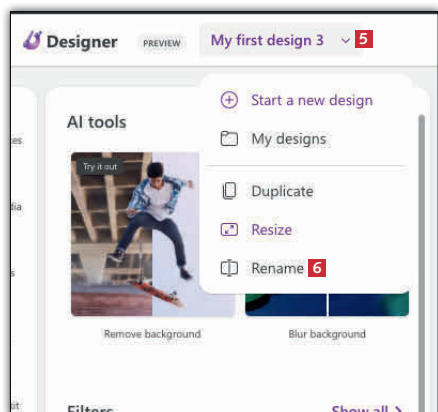 Designer PREVIEW My first design 3 5
Start a new design
My designs
Duplicate
Resize
Rename 6
AI tools
Try it out
Remove background
Blur background
Filters
Show all